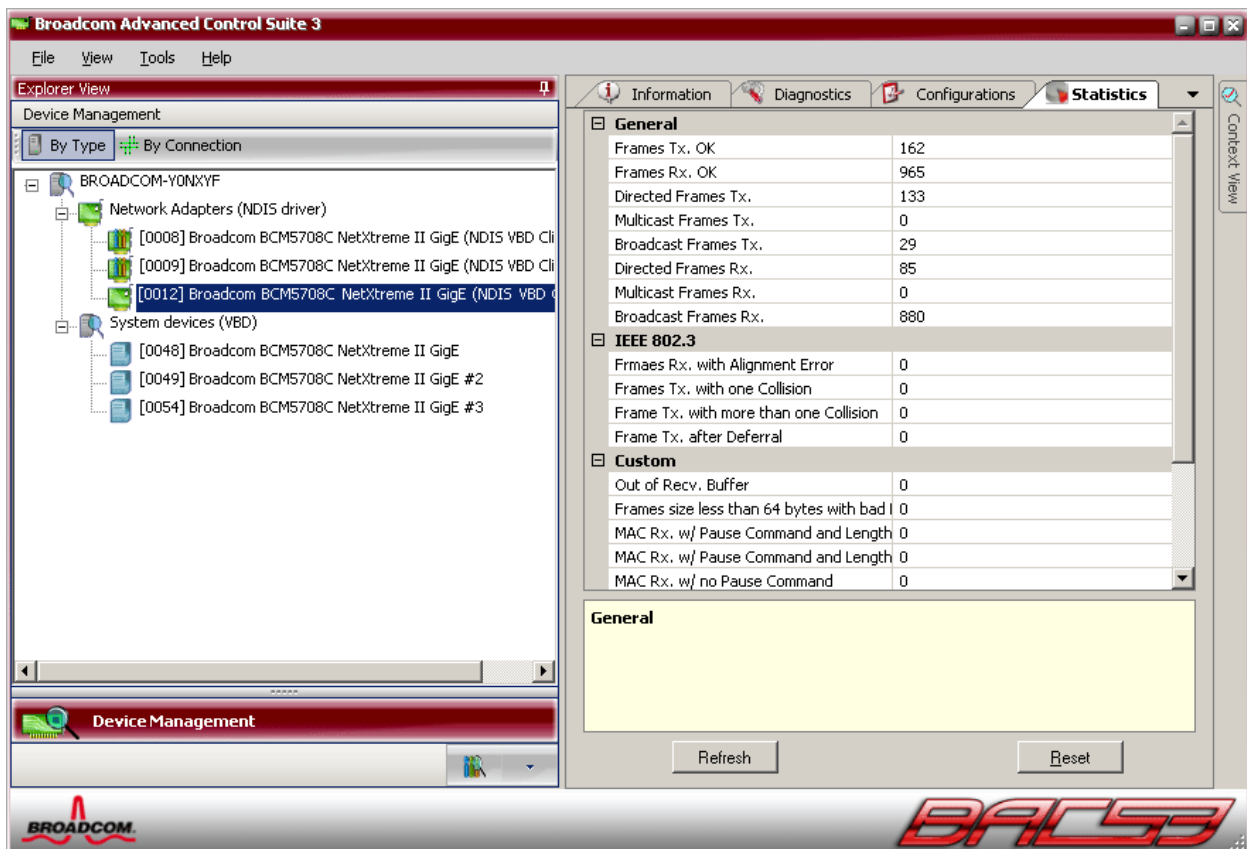 Broadcom Advanced Control Suite 3
File View Tools Help
Explorer View
Device Management
By Type By Connection
BROADCOM-Y0NXYF
Network Adapters (NDIS driver)
[0008] Broadcom BCM5708C NetXtreme II GigE (NDIS VBD Cli
[0009] Broadcom BCM5708C NetXtreme II GigE (NDIS VBD Cli
[0012] Broadcom BCM5708C NetXtreme II GigE (NDIS VBD
System devices (VBD)
[0048] Broadcom BCM5708C NetXtreme II GigE
[0049] Broadcom BCM5708C NetXtreme II GigE #2
[0054] Broadcom BCM5708C NetXtreme II GigE #3
Device Management
Information Diagnostics Configurations Statistics
General
Frames Tx. OK 162
Frames Rx. OK 965
Directed Frames Tx. 133
Multicast Frames Tx. 0
Broadcast Frames Tx. 29
Directed Frames Rx. 85
Multicast Frames Rx. 0
Broadcast Frames Rx. 880
IEEE 802.3
Frmaes Rx. with Alignment Error 0
Frames Tx. with one Collision 0
Frame Tx. with more than one Collision 0
Frame Tx. after Deferral 0
Custom
Out of Recv. Buffer 0
Frames size less than 64 bytes with bad 0
MAC Rx. w/ Pause Command and Length 0
MAC Rx. w/ Pause Command and Length 0
MAC Rx. w/ no Pause Command 0
General
Refresh Reset
Context View
BROADCOM.
BACS3